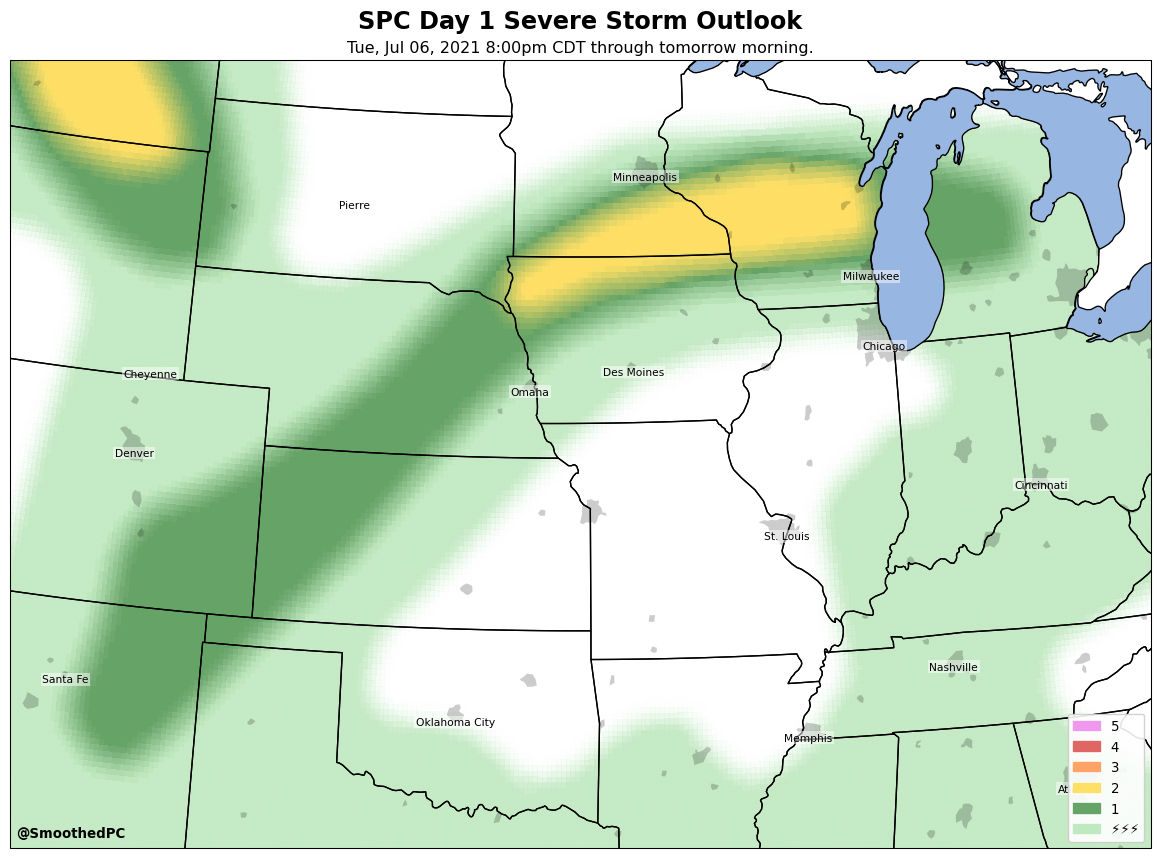 SPC Day 1 Severe Storm Outlook
Tue, Jul 06, 2021 8:00pm CDT through tomorrow morning.
Minneapolis
Pierre
Milwaukee
Chicago
Cheyenne
Des Moines
Omaha
Denver
Cincinnati
St. Louis
Nashville
Santa Fe
Oklahoma City
Memphis
At
5
4
3
2
1
⚡⚡⚡
@SmoothedPC